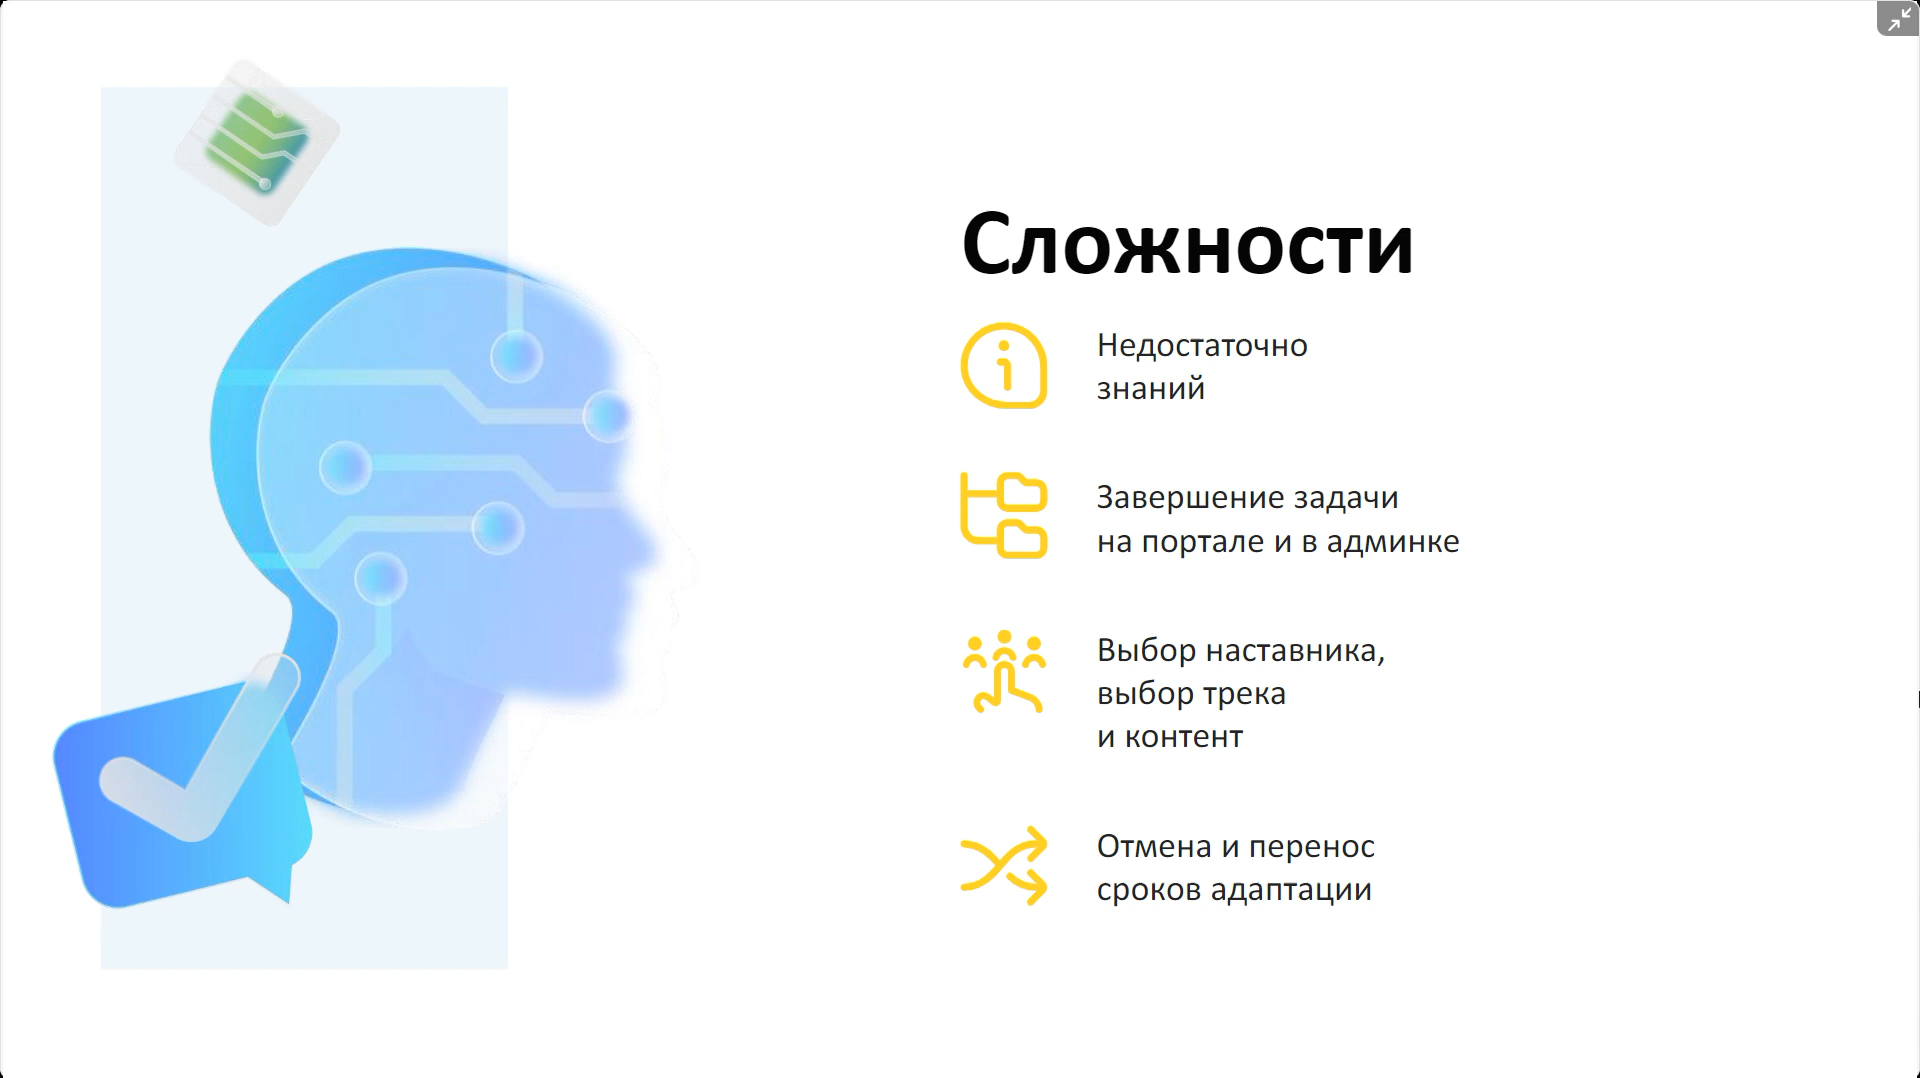 Сложности
Недостаточно
знаний
Завершение задачи
на портале и в админке
Выбор наставника,
выбор трека
и контент
Отмена и перенос
сроков адаптации